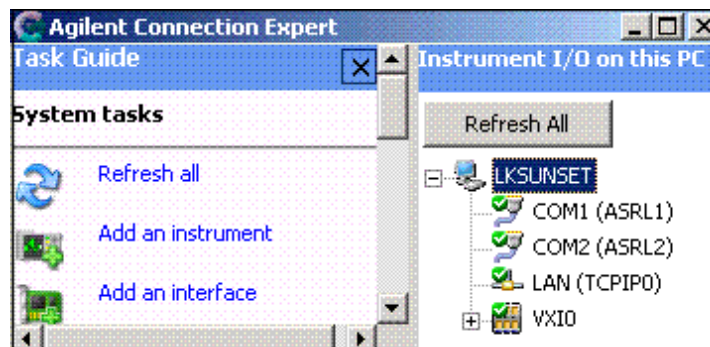 Agilent Connection Expert
Task Guide
System tasks
Refresh all
Add an instrument
Add an interface
Instrument I/O on this PC
Refresh All
LKSUNSET
COM1 (ASRL1)
COM2 (ASRL2)
LAN (TCPIP0)
VXI0